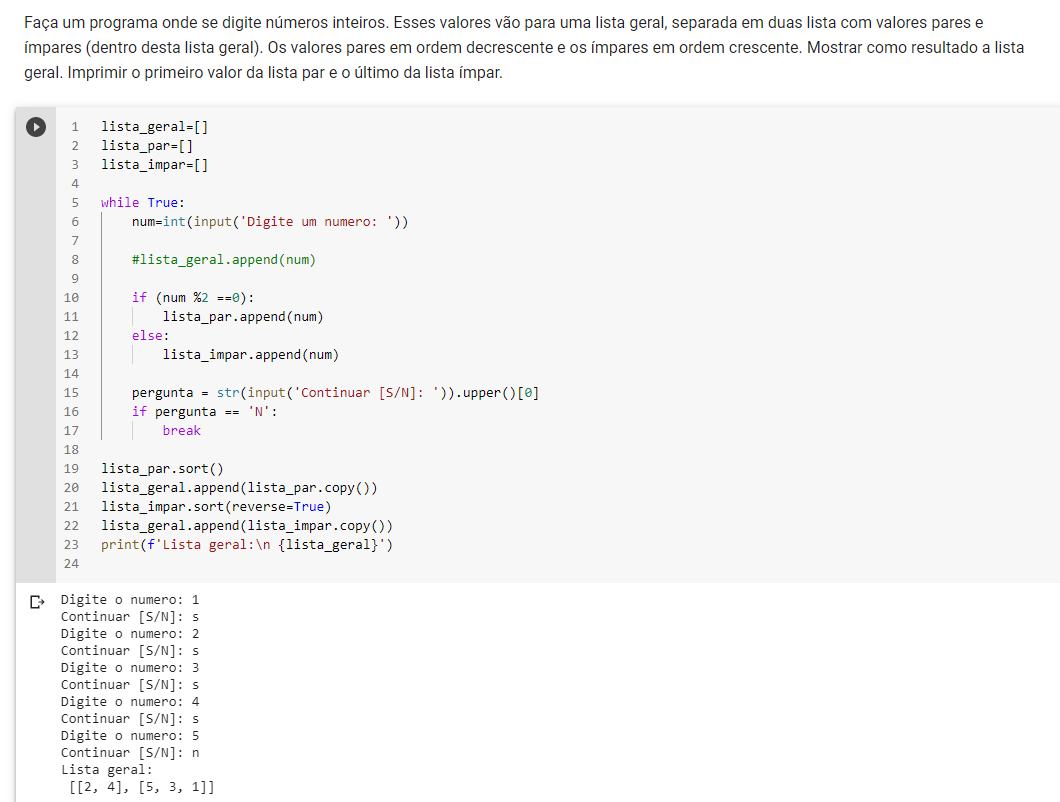 Faça um programa onde se digite números inteiros. Esses valores vão para uma lista geral, separada em duas lista com valores pares e
ímpares (dentro desta lista geral). Os valores pares em ordem decrescente e os ímpares em ordem crescente. Mostrar como resultado a lista
geral. Imprimir o primeiro valor da lista par e o último da lista ímpar.
1 lista_geral=[]
2 lista_par=[]
3 lista_impar=[]
4
5 while True:
6     num=int(input('Digite um numero: '))
7
8     #lista_geral.append(num)
9
10     if (num %2 ==0):
11         lista_par.append(num)
12     else:
13         lista_impar.append(num)
14
15     pergunta = str(input('Continuar [S/N]: ')).upper()[0]
16     if pergunta == 'N':
17         break
18
19 lista_par.sort()
20 lista_geral.append(lista_par.copy())
21 lista_impar.sort(reverse=True)
22 lista_geral.append(lista_impar.copy())
23 print(f'Lista geral:\n {lista_geral}')
24
Digite o numero: 1
Continuar [S/N]: s
Digite o numero: 2
Continuar [S/N]: s
Digite o numero: 3
Continuar [S/N]: s
Digite o numero: 4
Continuar [S/N]: s
Digite o numero: 5
Continuar [S/N]: n
Lista geral:
 [[2, 4], [5, 3, 1]]